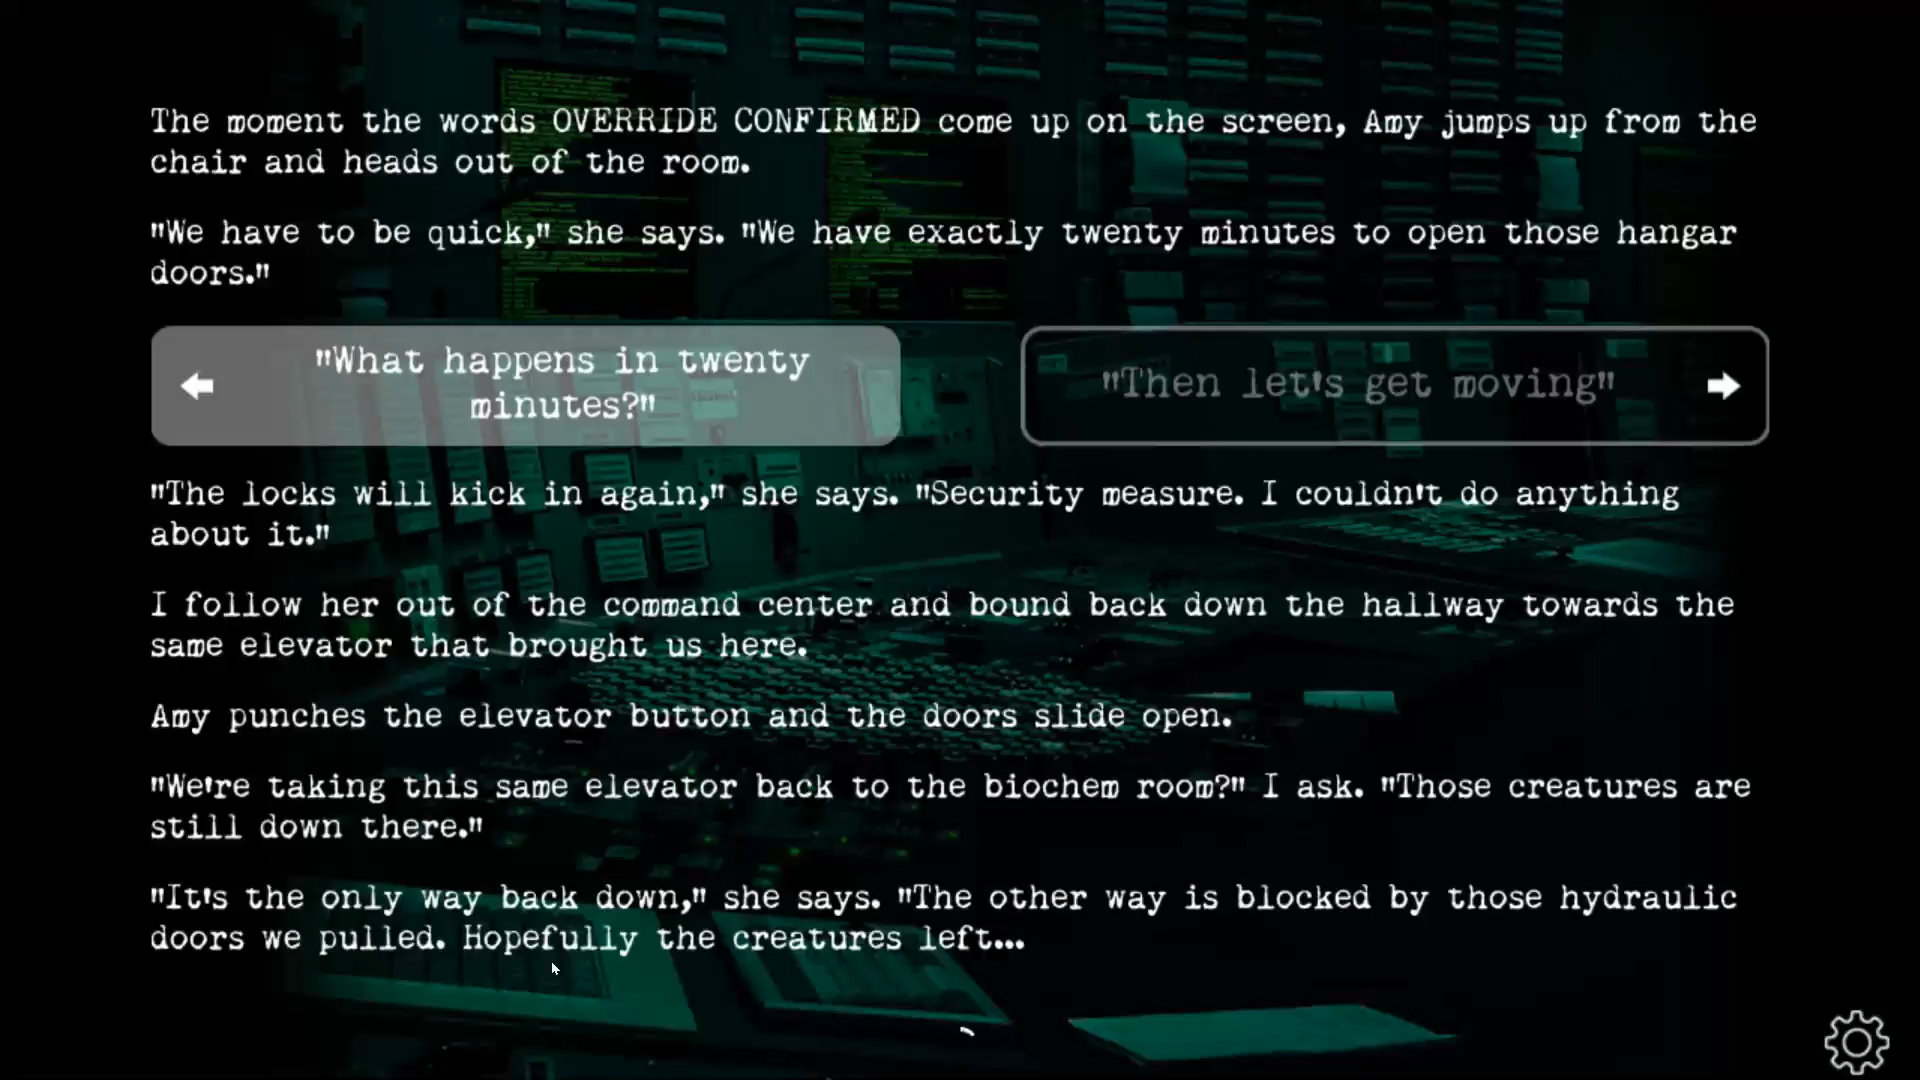 The moment the words OVERRIDE CONFIRMED come up on the screen, Amy jumps up from the
chair and heads out of the room.
"We have to be quick," she says. "We have exactly twenty minutes to open those hangar
doors."
"What happens in twenty
minutes?"
"Then let's get moving"
"The locks will kick in again," she says. "Security measure. I couldn't do anything
about it."
I follow her out of the command center and bound back down the hallway towards the
same elevator that brought us here.
Amy punches the elevator button and the doors slide open.
"We're taking this same elevator back to the biochem room?" I ask. "Those creatures are
still down there."
"It's the only way back down," she says. "The other way is blocked by those hydraulic
doors we pulled. Hopefully the creatures left...